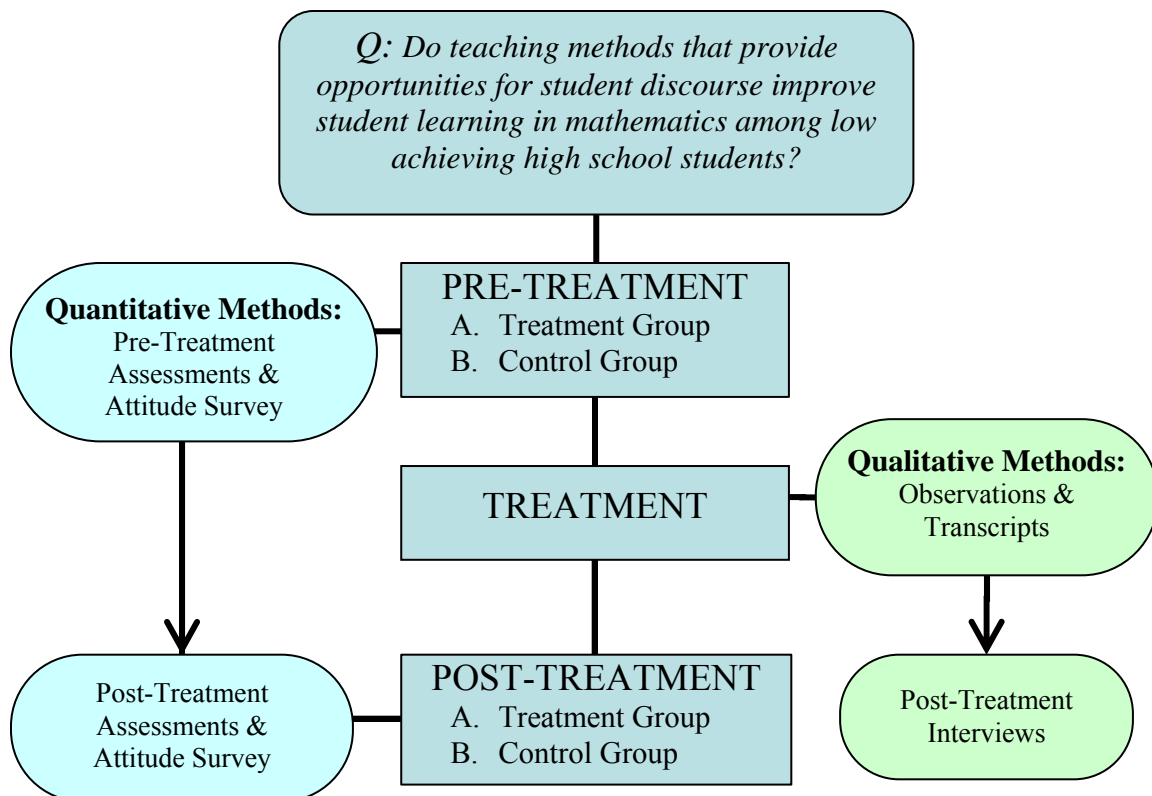 Q: Do teaching methods that provide
opportunities for student discourse improve
student learning in mathematics among low
achieving high school students?
PRE-TREATMENT
A. Treatment Group
B. Control Group
Quantitative Methods:
Pre-Treatment
Assessments &
Attitude Survey
TREATMENT
Qualitative Methods:
Observations &
Transcripts
POST-TREATMENT
A. Treatment Group
B. Control Group
Post-Treatment
Assessments &
Attitude Survey
Post-Treatment
Interviews